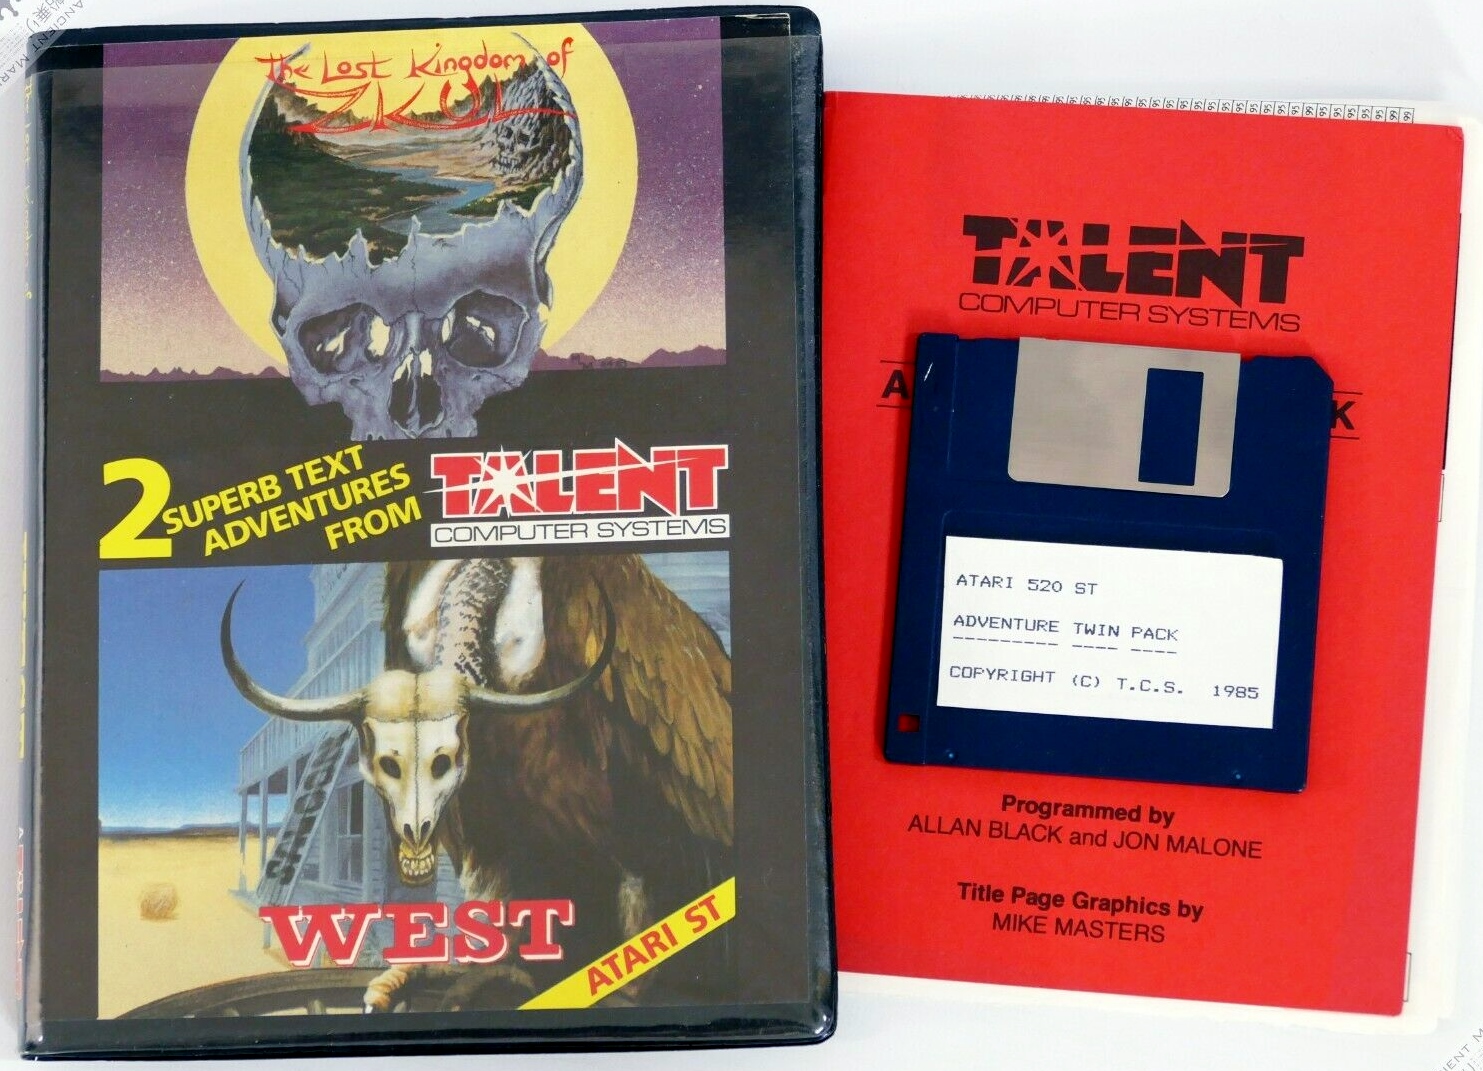 The Lost Kingdom of
ZKUL
2 SUPERB TEXT
ADVENTURES
FROM
TALENT
COMPUTER SYSTEMS
WEST
ATARI ST
TALENT
COMPUTER SYSTEMS
ATARI 520 ST
ADVENTURE TWIN PACK
COPYRIGHT (C) T.C.S. 1985
Programmed by
ALLAN BLACK and JON MALONE
Title Page Graphics by
MIKE MASTERS